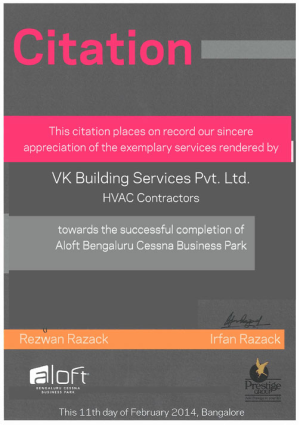 Citation
This citation places on record our sincere
appreciation of the exemplary services rendered by
VK Building Services Pvt. Ltd.
HVAC Contractors
towards the successful completion of
Aloft Bengaluru Cessna Business Park
Rezwan Razack
Irfan Razack
aloft
BENGALURU CESSNA
BUSINESS PARK
Prestige
GROUP
This 11th day of February 2014, Bangalore